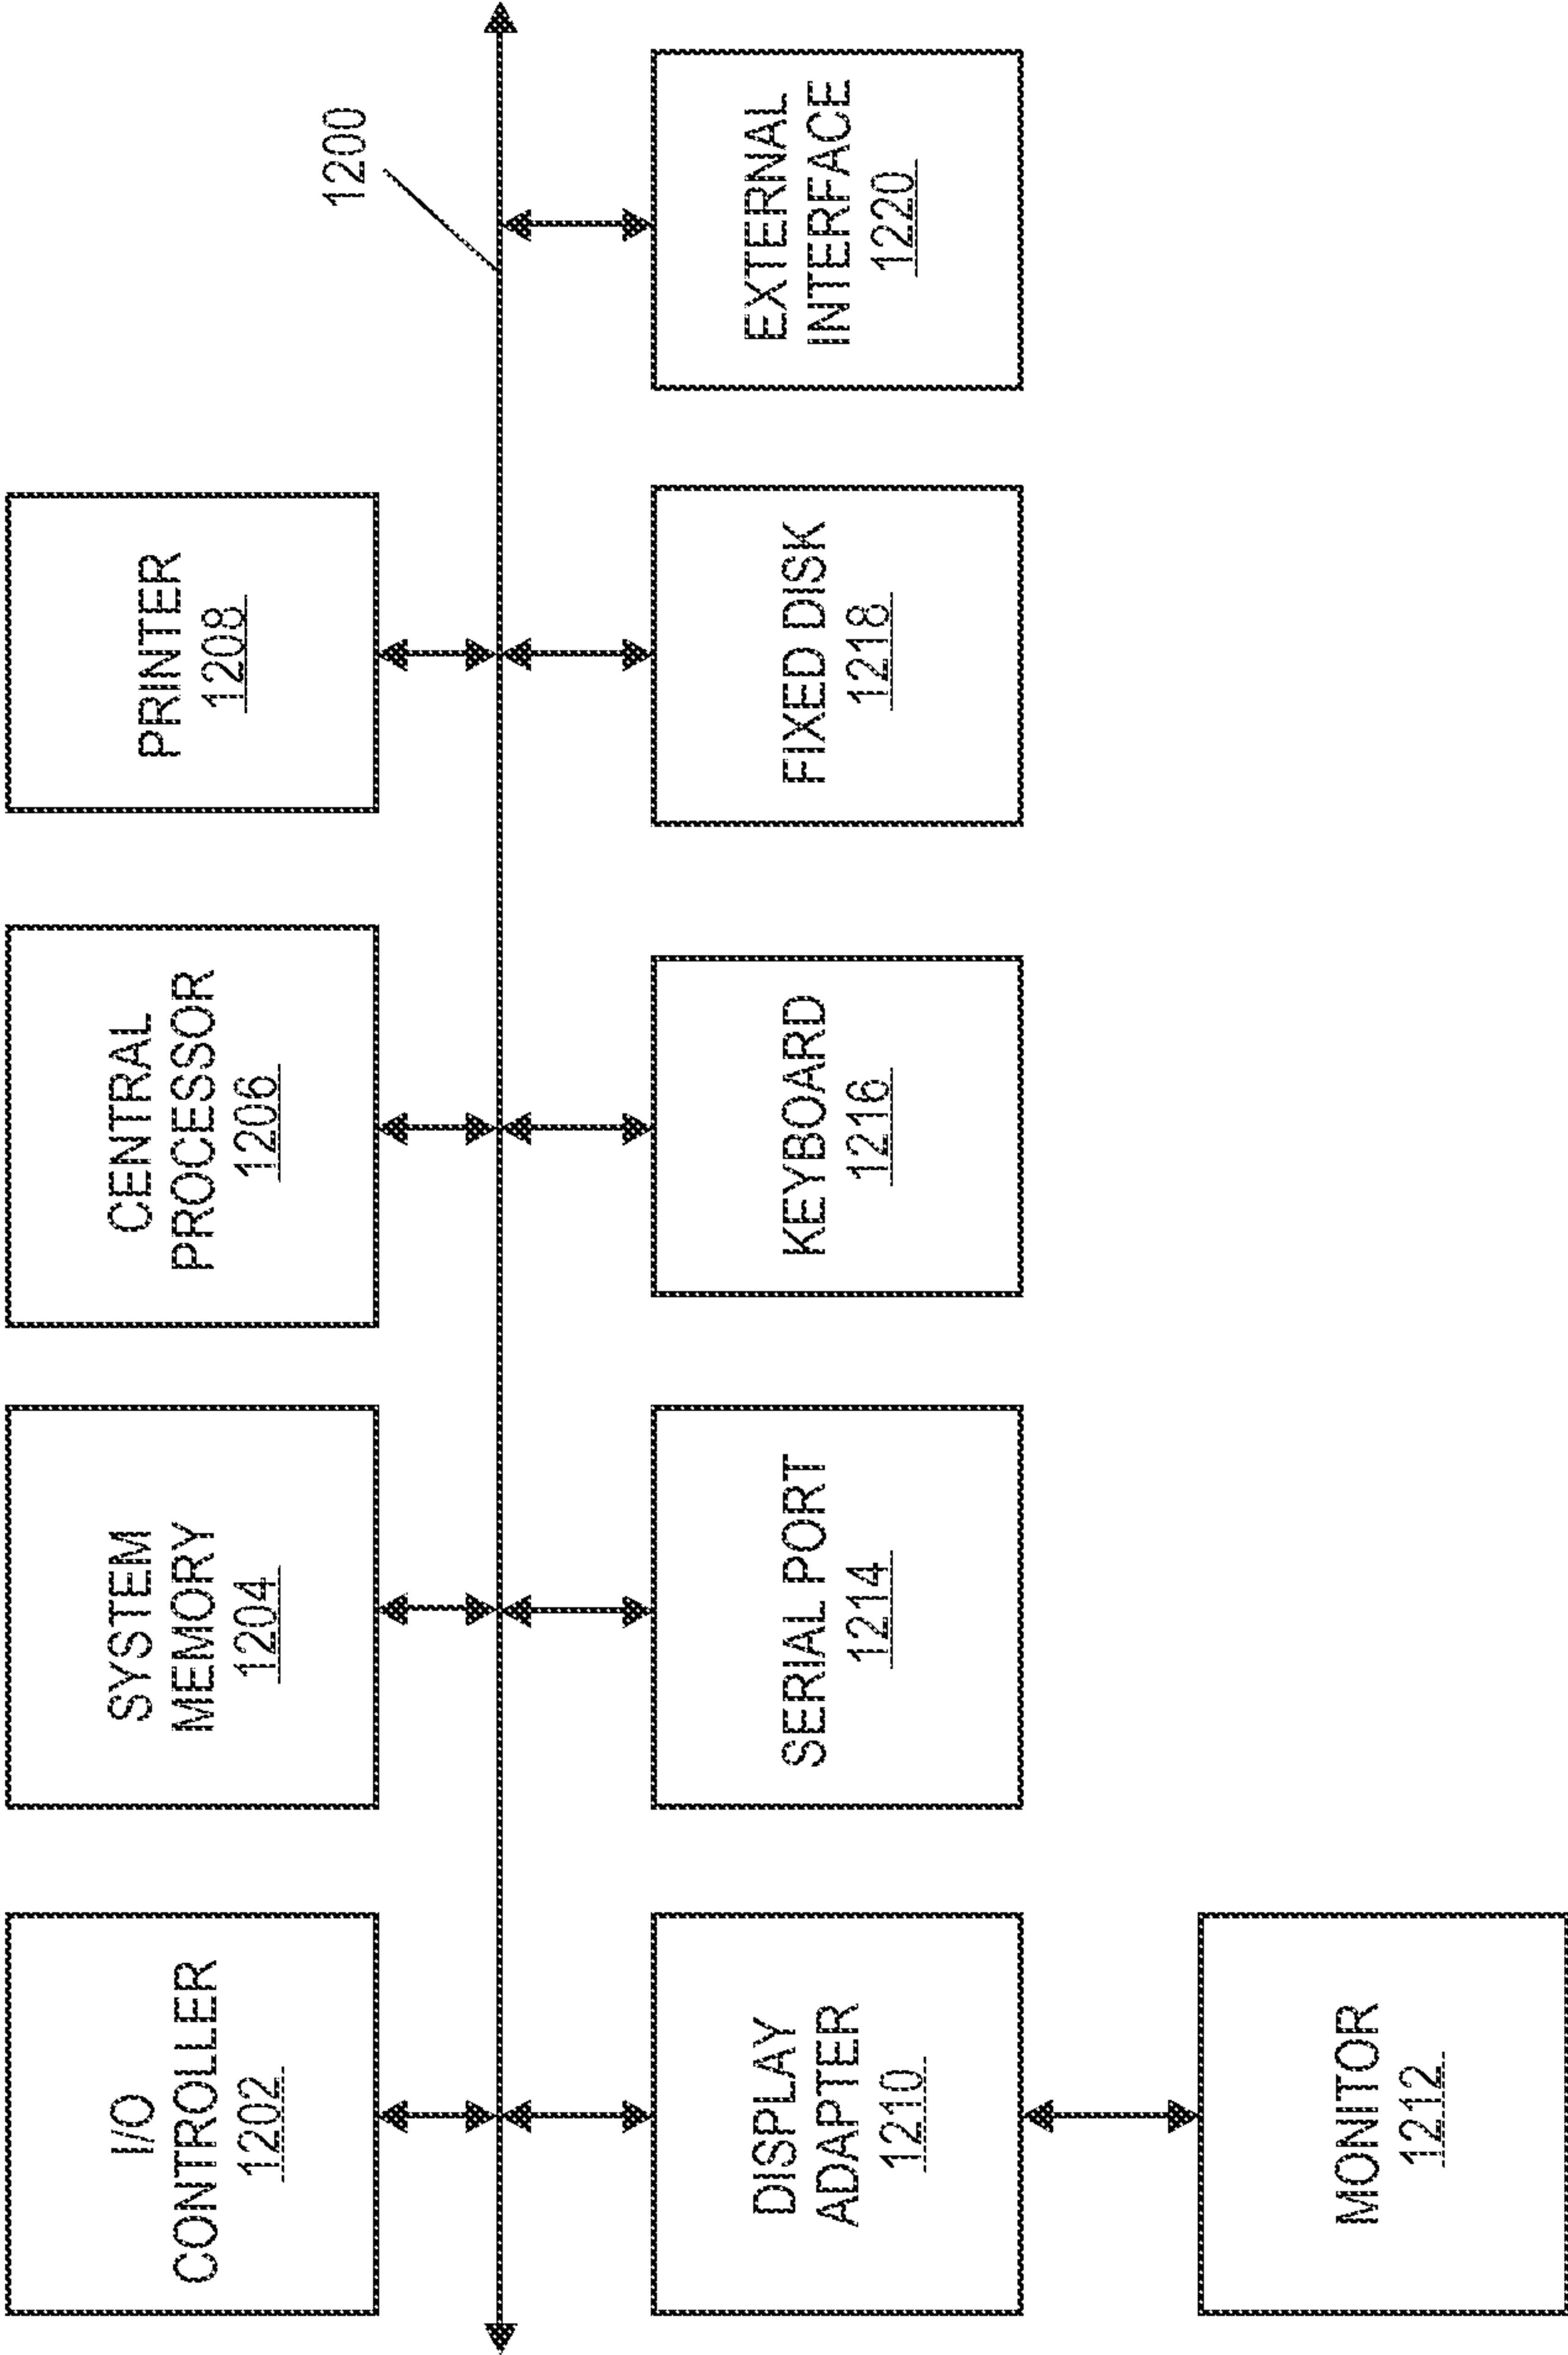 I/O
CONTROLLER
1202
SYSTEM
MEMORY
1204
CENTRAL
PROCESSOR
1206
PRINTER
1208
1200
DISPLAY
ADAPTER
1210
SERIAL PORT
1214
KEYBOARD
1216
FIXED DISK
1218
EXTERNAL
INTERFACE
1220
MONITOR
1212